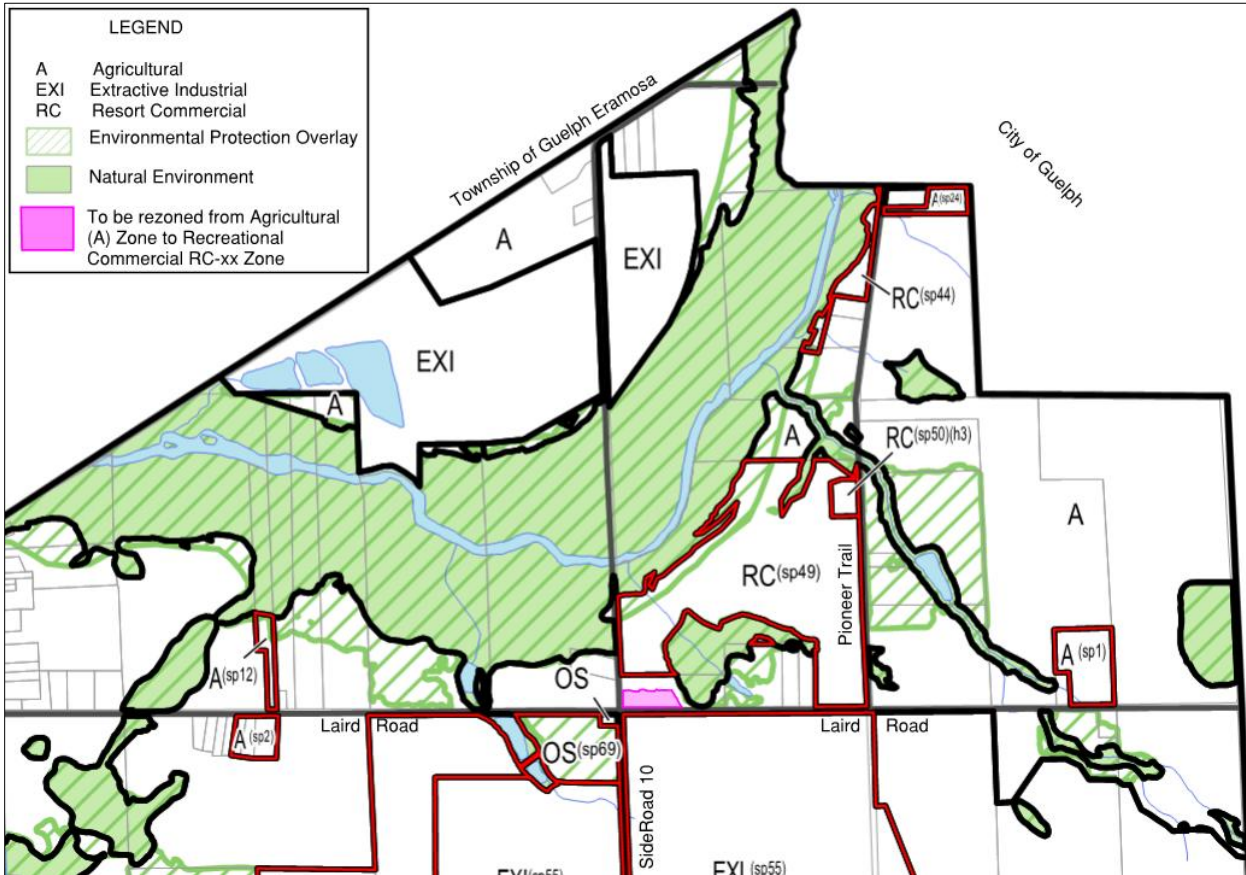 LEGEND
A Agricultural
EXI Extractive Industrial
RC Resort Commercial
Environmental Protection Overlay
Natural Environment
To be rezoned from Agricultural
(A) Zone to Recreational
Commercial RC-xx Zone
Township of Guelph Eramosa
City of Guelph
A (sp24)
A
EXI
RC (sp44)
EXI
A
RC (sp50)(h3)
A
A
RC (sp49)
Pioneer Trail
A (sp12)
A (sp1)
OS
Laird Road
Laird Road
A (sp2)
OS (sp69)
SideRoad 10
EXI (sp55)
EXI (sp55)